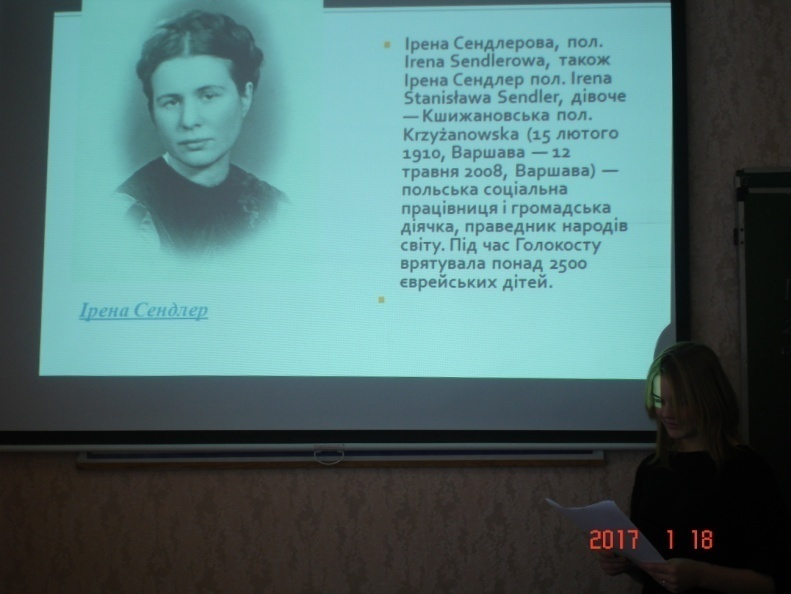 Ірена Сендлерова, пол.
Irena Sendlerowa, також
Ірена Сендлер пол. Irena
Stanisława Sendler, дівоче
— Кшижановська пол.
Krzyżanowska (15 лютого
1910, Варшава — 12
травня 2008, Варшава) —
польська соціальна
працівниця і громадська
діячка, праведник народів
світу. Під час Голокосту
врятувала понад 2500
єврейських дітей.
Ірена Сендлер
2017 1 18